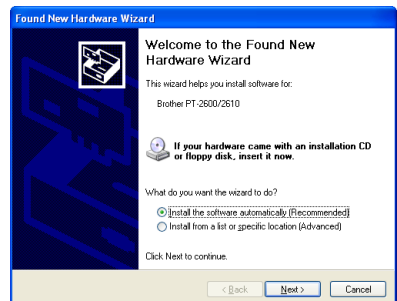 Found New Hardware Wizard
Welcome to the Found New
Hardware Wizard
This wizard helps you install software for:
Brother PT-2600/2610
If your hardware came with an installation CD
or floppy disk, insert it now.
What do you want the wizard to do?
Install the software automatically (Recommended)
Install from a list or specific location (Advanced)
Click Next to continue.
< Back Next > Cancel